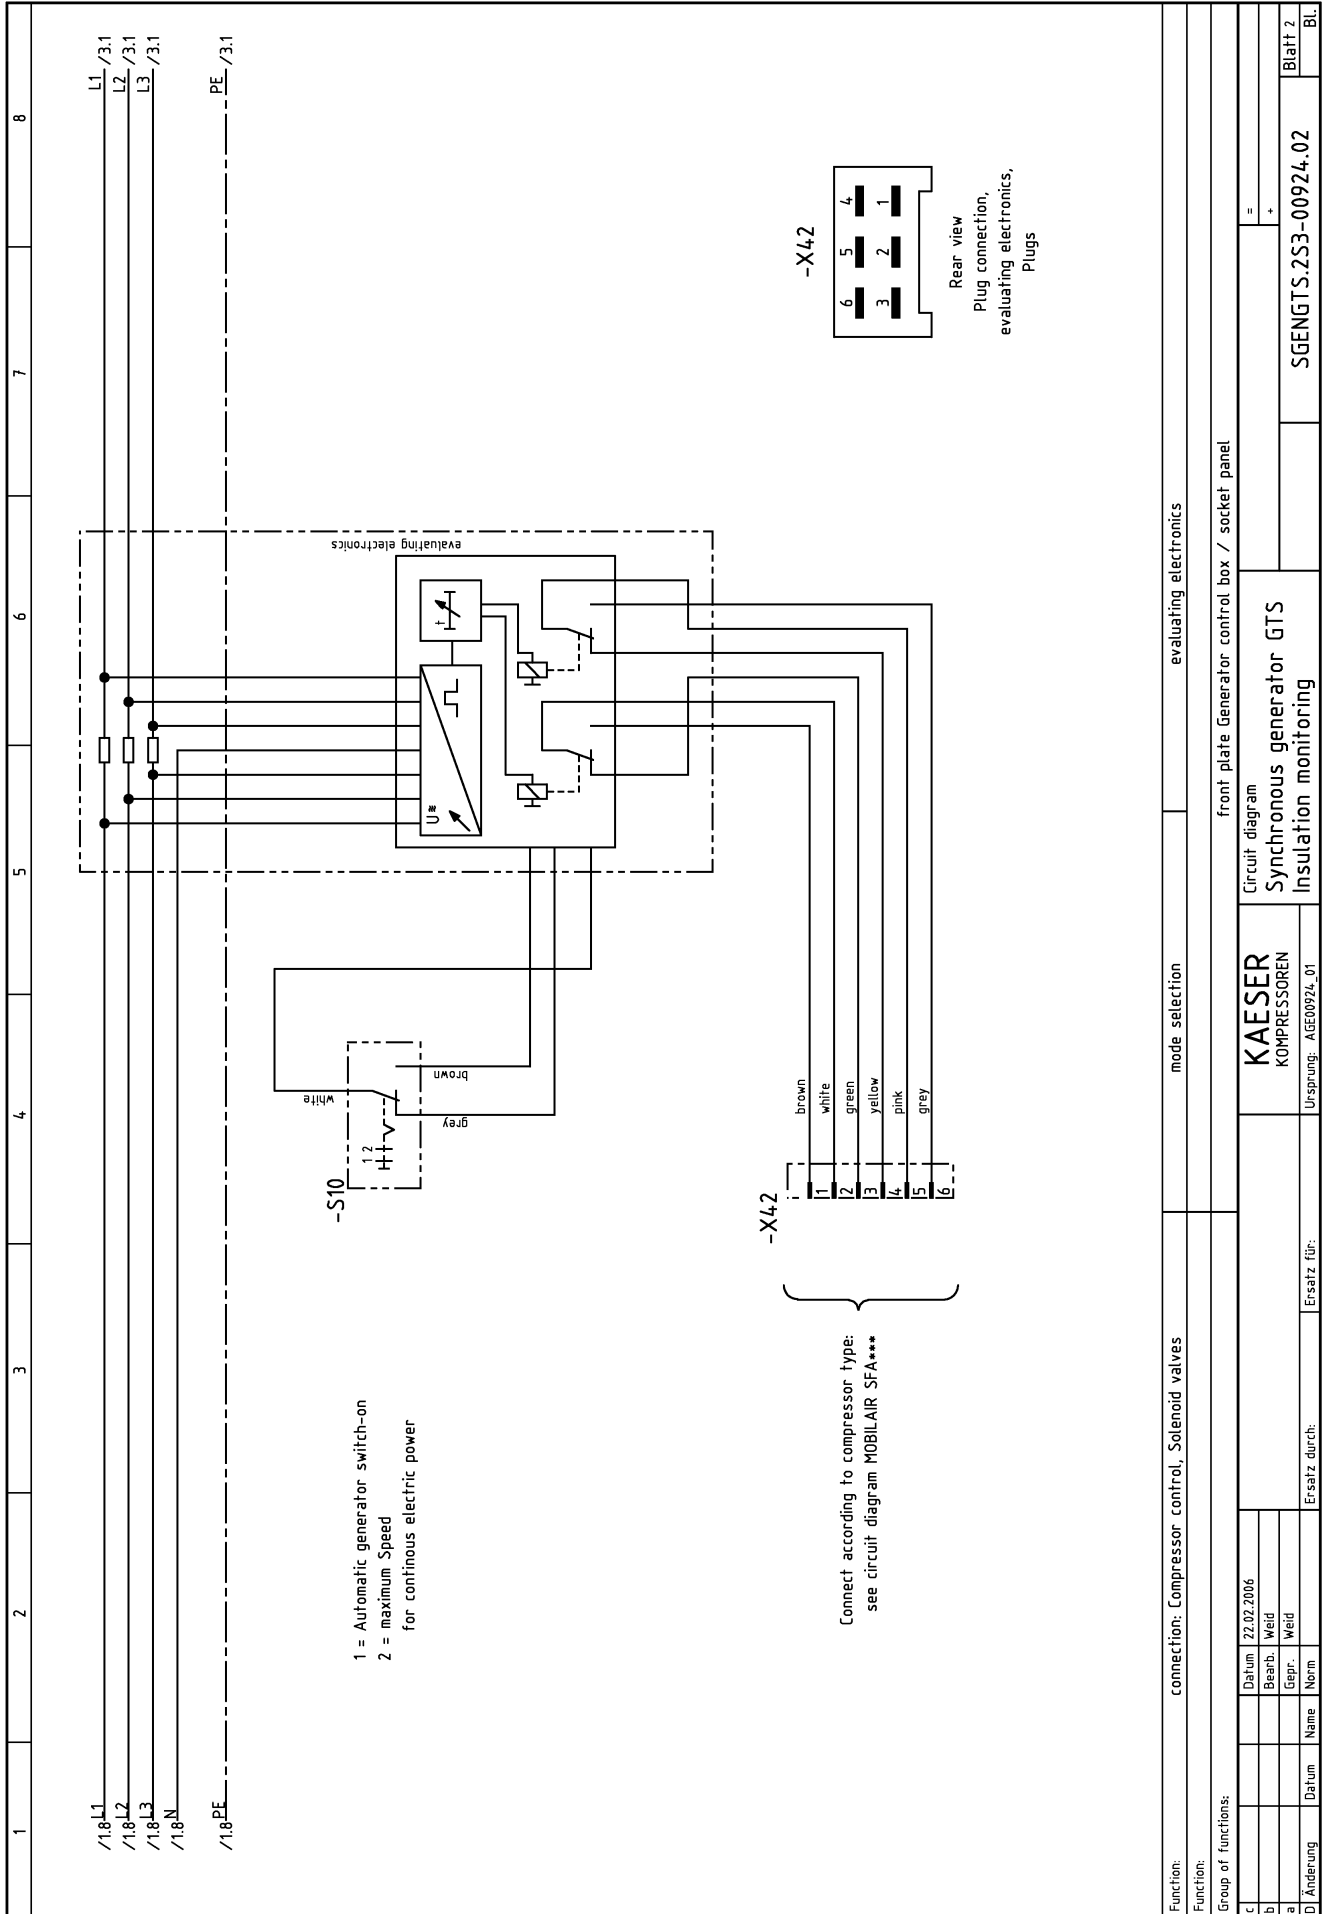 1 2 3 4 5 6 7 8
/1.8 L1
/1.8 L2
/1.8 L3
/1.8 N
/1.8 PE
L1 /3.1
L2 /3.1
L3 /3.1
PE /3.1
evaluating electronics
U
t
-S10
1 2
white
brown
grey
1 = Automatic generator switch-on
2 = maximum Speed
for continous electric power
-X42
brown
white
green
yellow
pink
grey
1
2
3
4
5
6
Connect according to compressor type:
see circuit diagram MOBILAIR SFA***
-X42
6 5 4
3 2 1
Rear view
Plug connection,
evaluating electronics,
Plugs
Function: connection: Compressor control, Solenoid valves mode selection evaluating electronics
Function:
Group of functions: front plate Generator control box / socket panel
c Datum 22.02.2006
b Bearb. Weid
a Gepr. Weid
D Änderung Datum Name Norm
Ersatz durch: Ersatz für: Ursprung: AGE00924_01
KAESER
KOMPRESSOREN
Circuit diagram
Synchronous generator GTS
Insulation monitoring
=
+
SGENGTS.2S3-00924.02
Blatt 2
Bl.